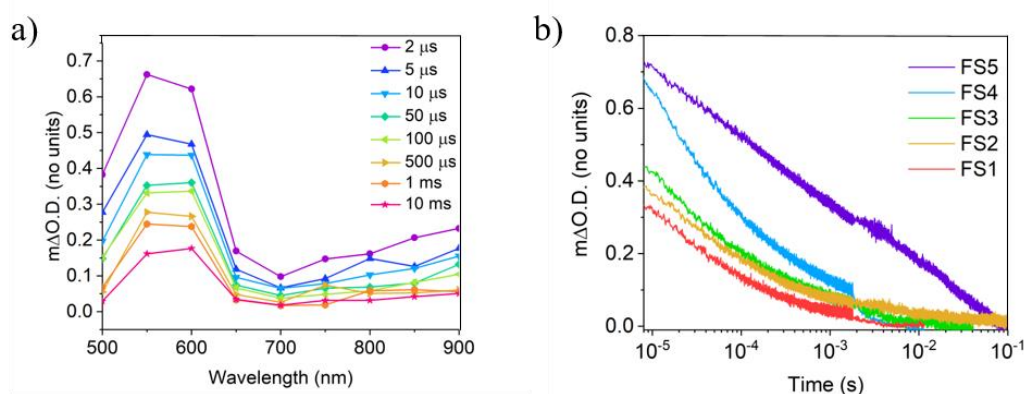 a)
0.7
0.6
0.5
0.4
0.3
0.2
0.1
0.0
mΔO.D. (no units)
500 600 700 800 900
Wavelength (nm)
2 μs
5 μs
10 μs
50 μs
100 μs
500 μs
1 ms
10 ms
b)
0.8
0.6
0.4
0.2
0.0
mΔO.D. (no units)
10⁻⁵ 10⁻⁴ 10⁻³ 10⁻² 10⁻¹
Time (s)
FS5
FS4
FS3
FS2
FS1